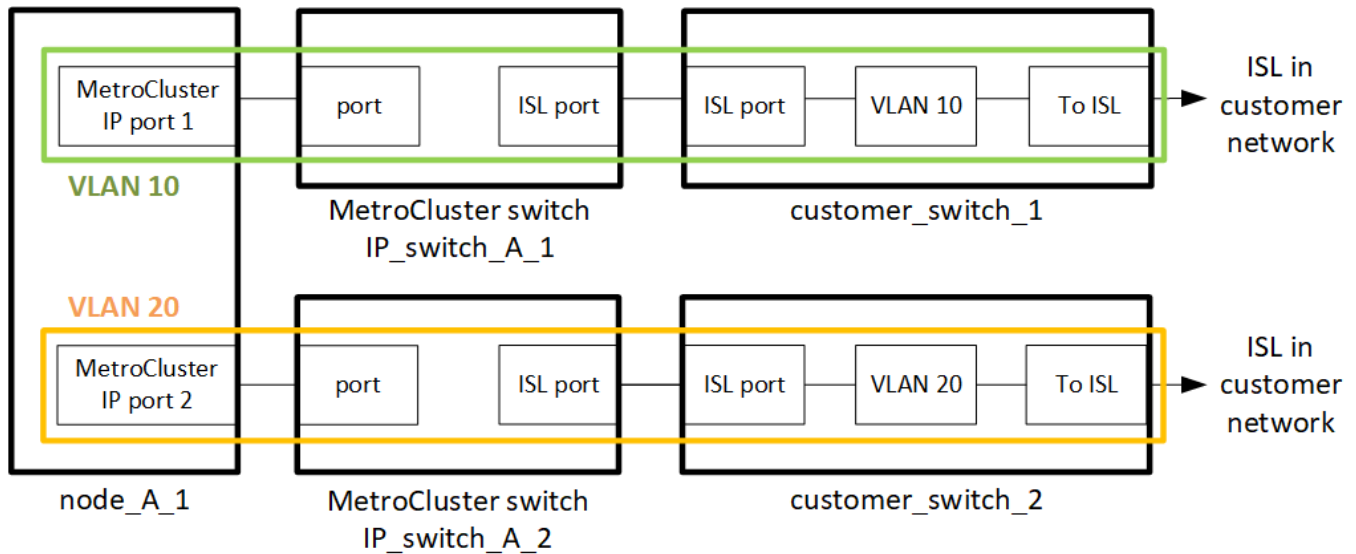 MetroCluster
IP port 1
port
ISL port
ISL port
VLAN 10
To ISL
ISL in
customer
network
VLAN 10
MetroCluster switch
IP_switch_A_1
customer_switch_1
VLAN 20
MetroCluster
IP port 2
port
ISL port
ISL port
VLAN 20
To ISL
ISL in
customer
network
node_A_1
MetroCluster switch
IP_switch_A_2
customer_switch_2